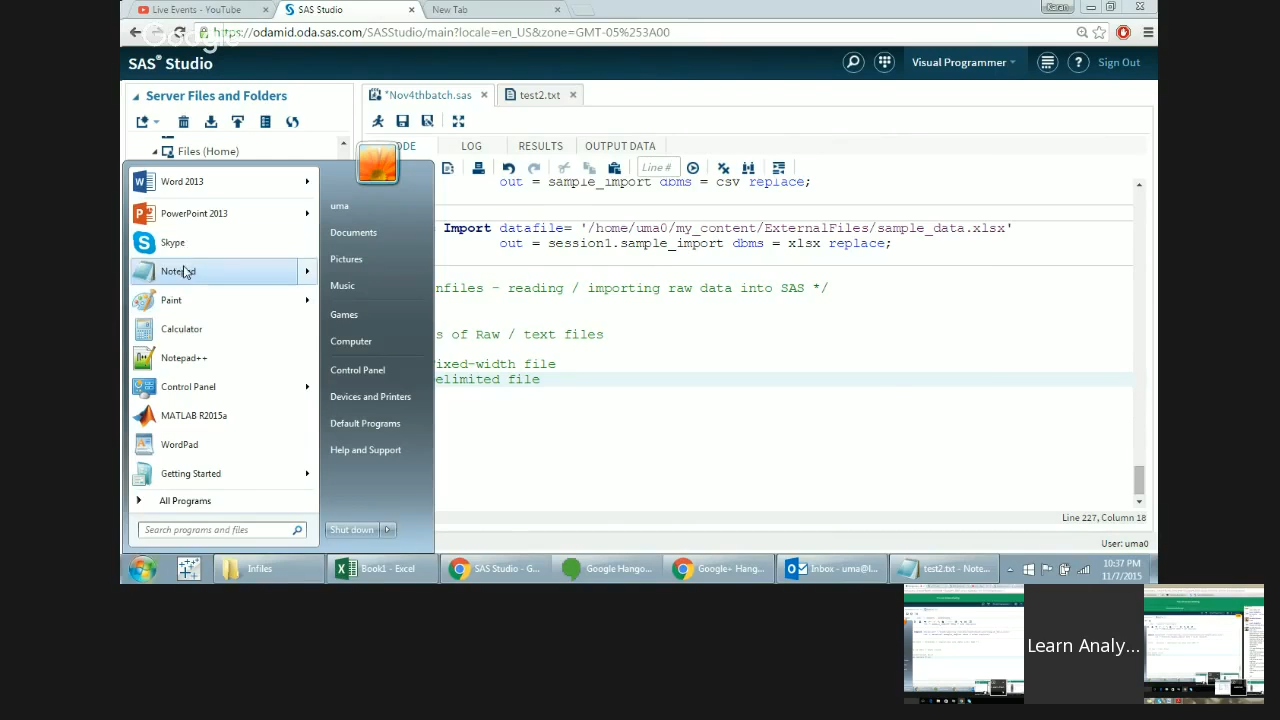 Live Events - YouTube
SAS Studio
New Tab
Karan
https://odamid.oda.sas.com/SASStudio/main?locale=en_US&zone=GMT-05%253A00
Google
SAS® Studio
Visual Programmer
Sign Out
Server Files and Folders
*Nov4thbatch.sas
test2.txt
Files (Home)
ODE
LOG
RESULTS
OUTPUT DATA
Line #
out = sample_import dbms = csv replace;
Import datafile= '/home/uma0/my_content/ExternalFiles/sample_data.xlsx'
out = session1.sample_import dbms = xlsx replace;
nfiles - reading / importing raw data into SAS */
s of Raw / text files
ixed-width file
elimited file
Word 2013
PowerPoint 2013
Skype
Notepad
Paint
Calculator
Notepad++
Control Panel
MATLAB R2015a
WordPad
Getting Started
All Programs
Search programs and files
uma
Documents
Pictures
Music
Games
Computer
Control Panel
Devices and Printers
Default Programs
Help and Support
Shut down
Line 227, Column 18
User: uma0
Infiles
Book1 - Excel
SAS Studio - G...
Google Hango...
Google+ Hang...
Inbox - uma@l...
test2.txt - Note...
10:37 PM
11/7/2015
Learn Analy...